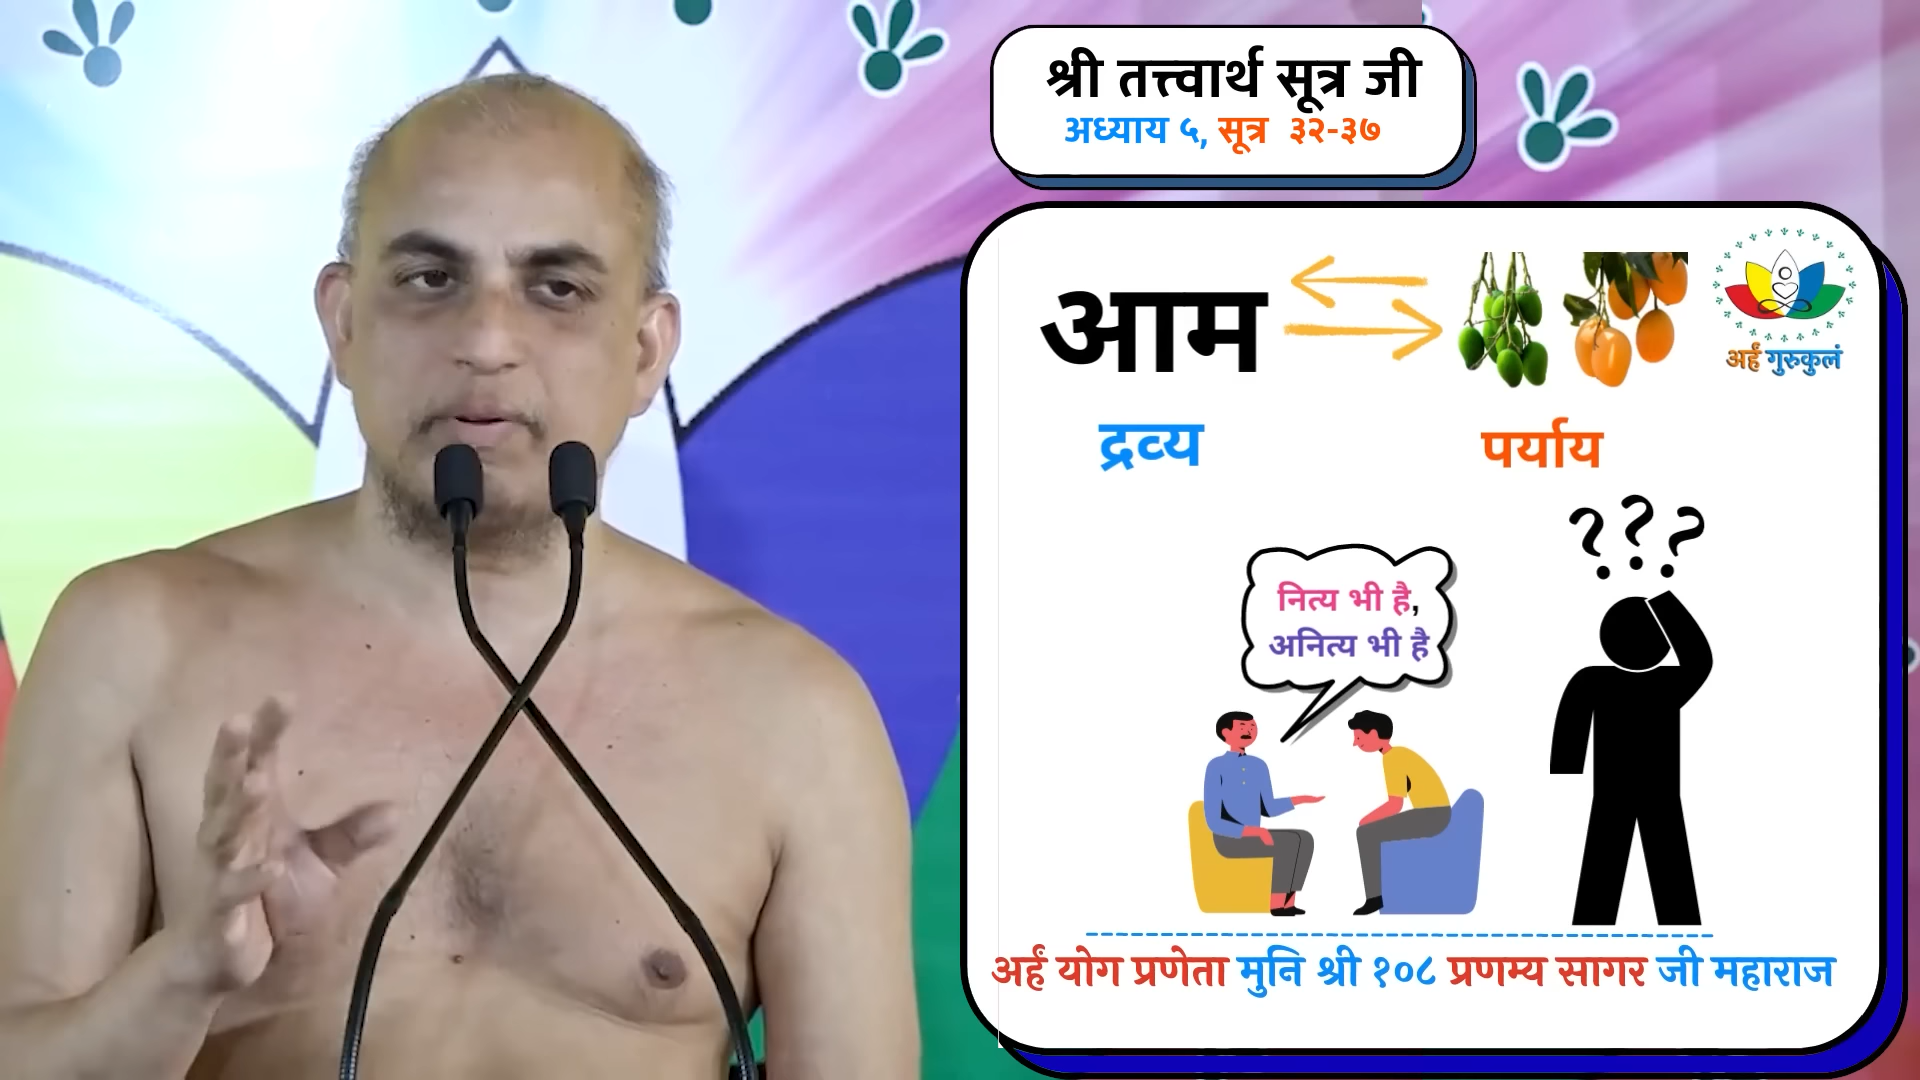 श्री तत्त्वार्थ सूत्र जी
अध्याय ५, सूत्र ३२-३७
आम
अर्हं गुरुकुलं
द्रव्य
पर्याय
???
नित्य भी है,
अनित्य भी है
अर्हं योग प्रणेता मुनि श्री १०८ प्रणम्य सागर जी महाराज